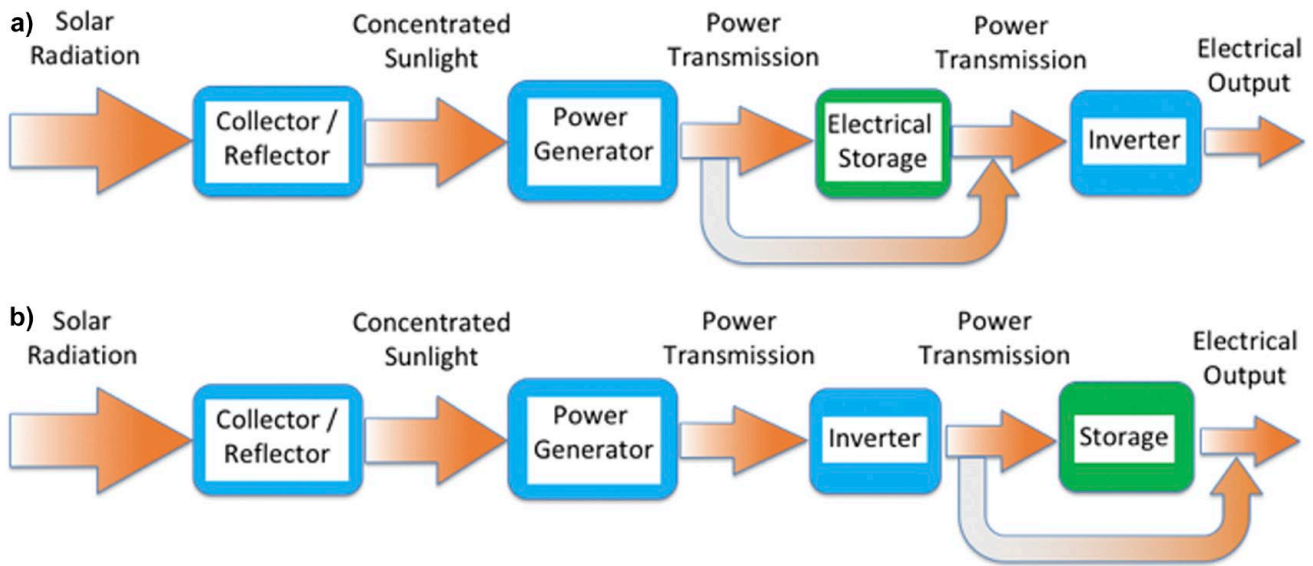 a)
Solar
Radiation
Concentrated
Sunlight
Power
Transmission
Power
Transmission
Electrical
Output
Collector /
Reflector
Power
Generator
Electrical
Storage
Inverter
b)
Solar
Radiation
Concentrated
Sunlight
Power
Transmission
Power
Transmission
Electrical
Output
Collector /
Reflector
Power
Generator
Inverter
Storage